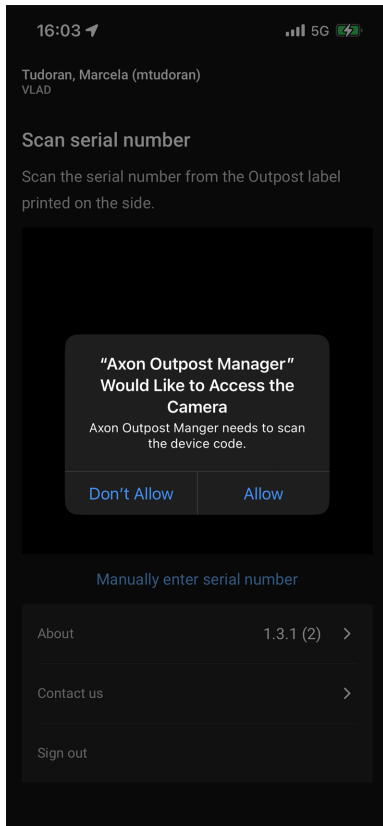 16:03
5G
Tudoran, Marcela (mtudoran)
VLAD
Scan serial number
Scan the serial number from the Outpost label
printed on the side.
“Axon Outpost Manager”
Would Like to Access the
Camera
Axon Outpost Manger needs to scan
the device code.
Don’t Allow
Allow
Manually enter serial number
About
1.3.1 (2)
Contact us
Sign out